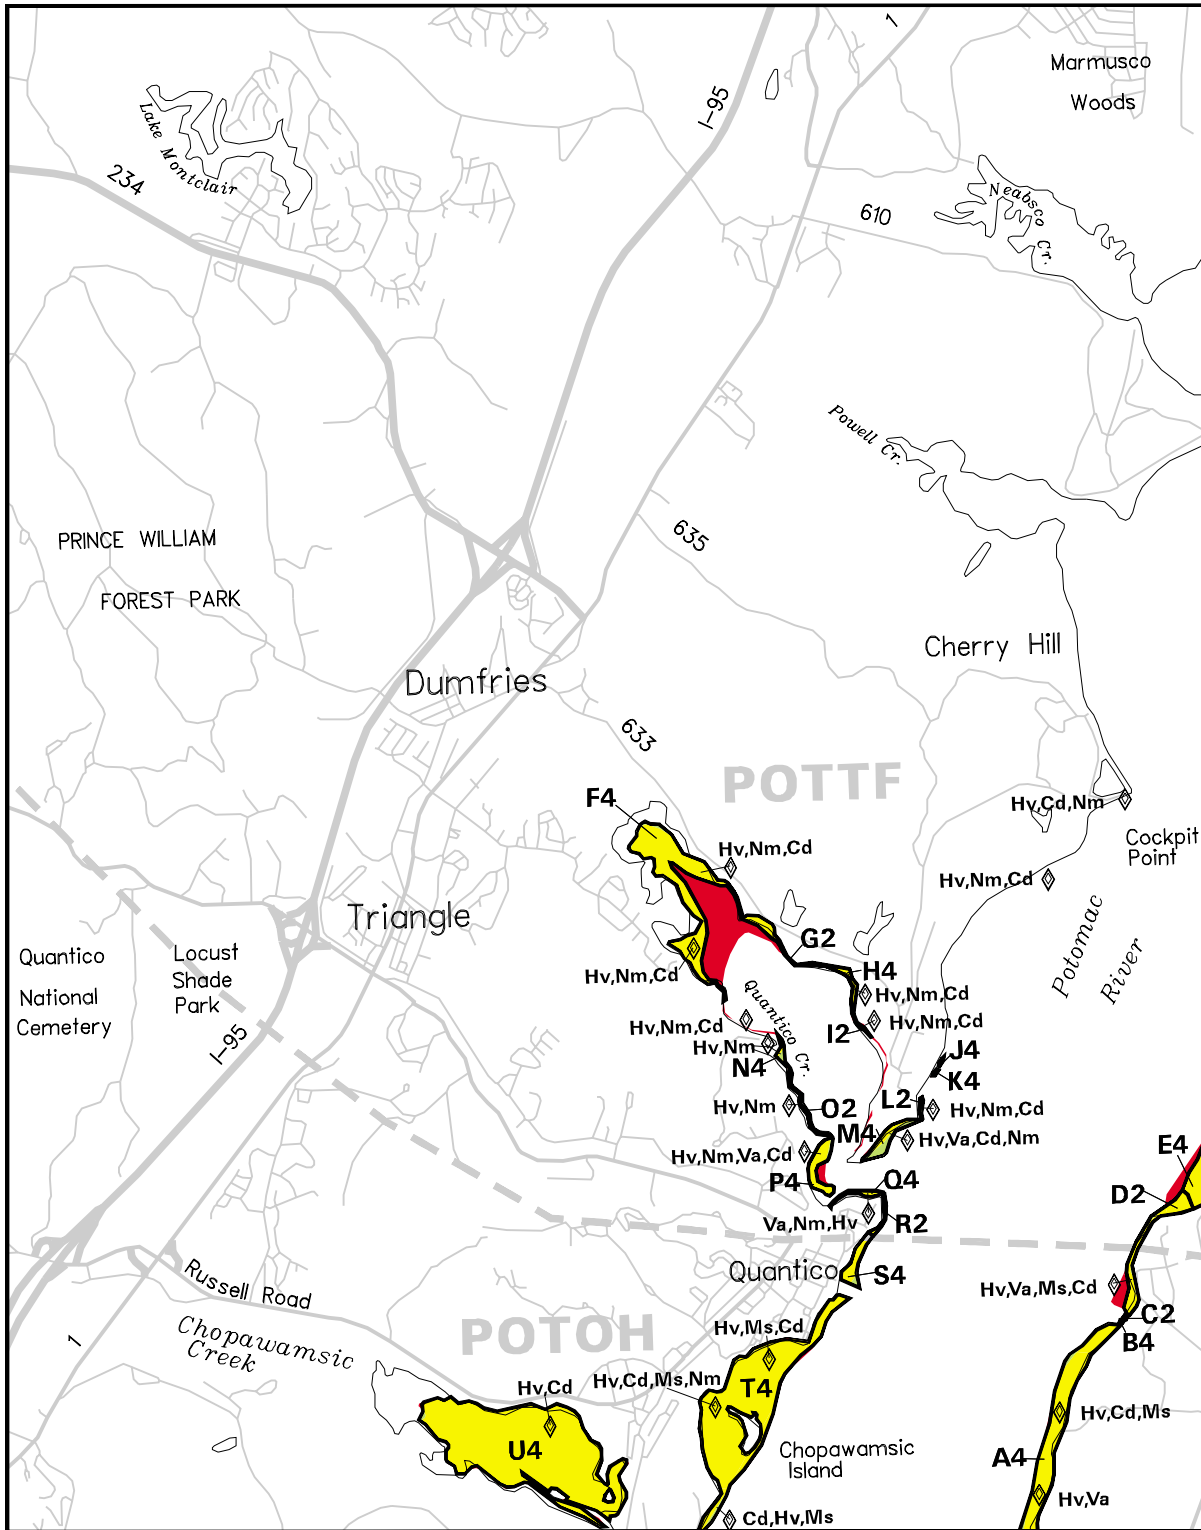 1
Marmusco
Woods
I-95
Lake Montclair
234
Neabsco Cr.
610
Powell Cr.
635
PRINCE WILLIAM
FOREST PARK
Cherry Hill
Dumfries
633
POTTF
F4
Hv,Cd,Nm
Cockpit
Point
Hv,Nm,Cd
Hv,Nm,Cd
Triangle
Potomac
River
G2
Quantico
National
Cemetery
Locust
Shade
Park
H4
Hv,Nm,Cd
Hv,Nm,Cd
Quantico Cr.
Hv,Nm,Cd
Hv,Nm,Cd
I2
I-95
Hv,Nm
J4
N4
K4
L2
Hv,Nm
O2
Hv,Nm,Cd
M4
Hv,Va,Cd,Nm
E4
Hv,Nm,Va,Cd
P4
Q4
D2
Va,Nm,Hv
R2
Quantico
S4
Russell Road
Hv,Va,Ms,Cd
C2
B4
1
Chopawamsic
Creek
POTOH
Hv,Ms,Cd
Hv,Cd
Hv,Cd,Ms,Nm
T4
Hv,Cd,Ms
U4
Chopawamsic
Island
A4
Hv,Va
Cd,Hv,Ms